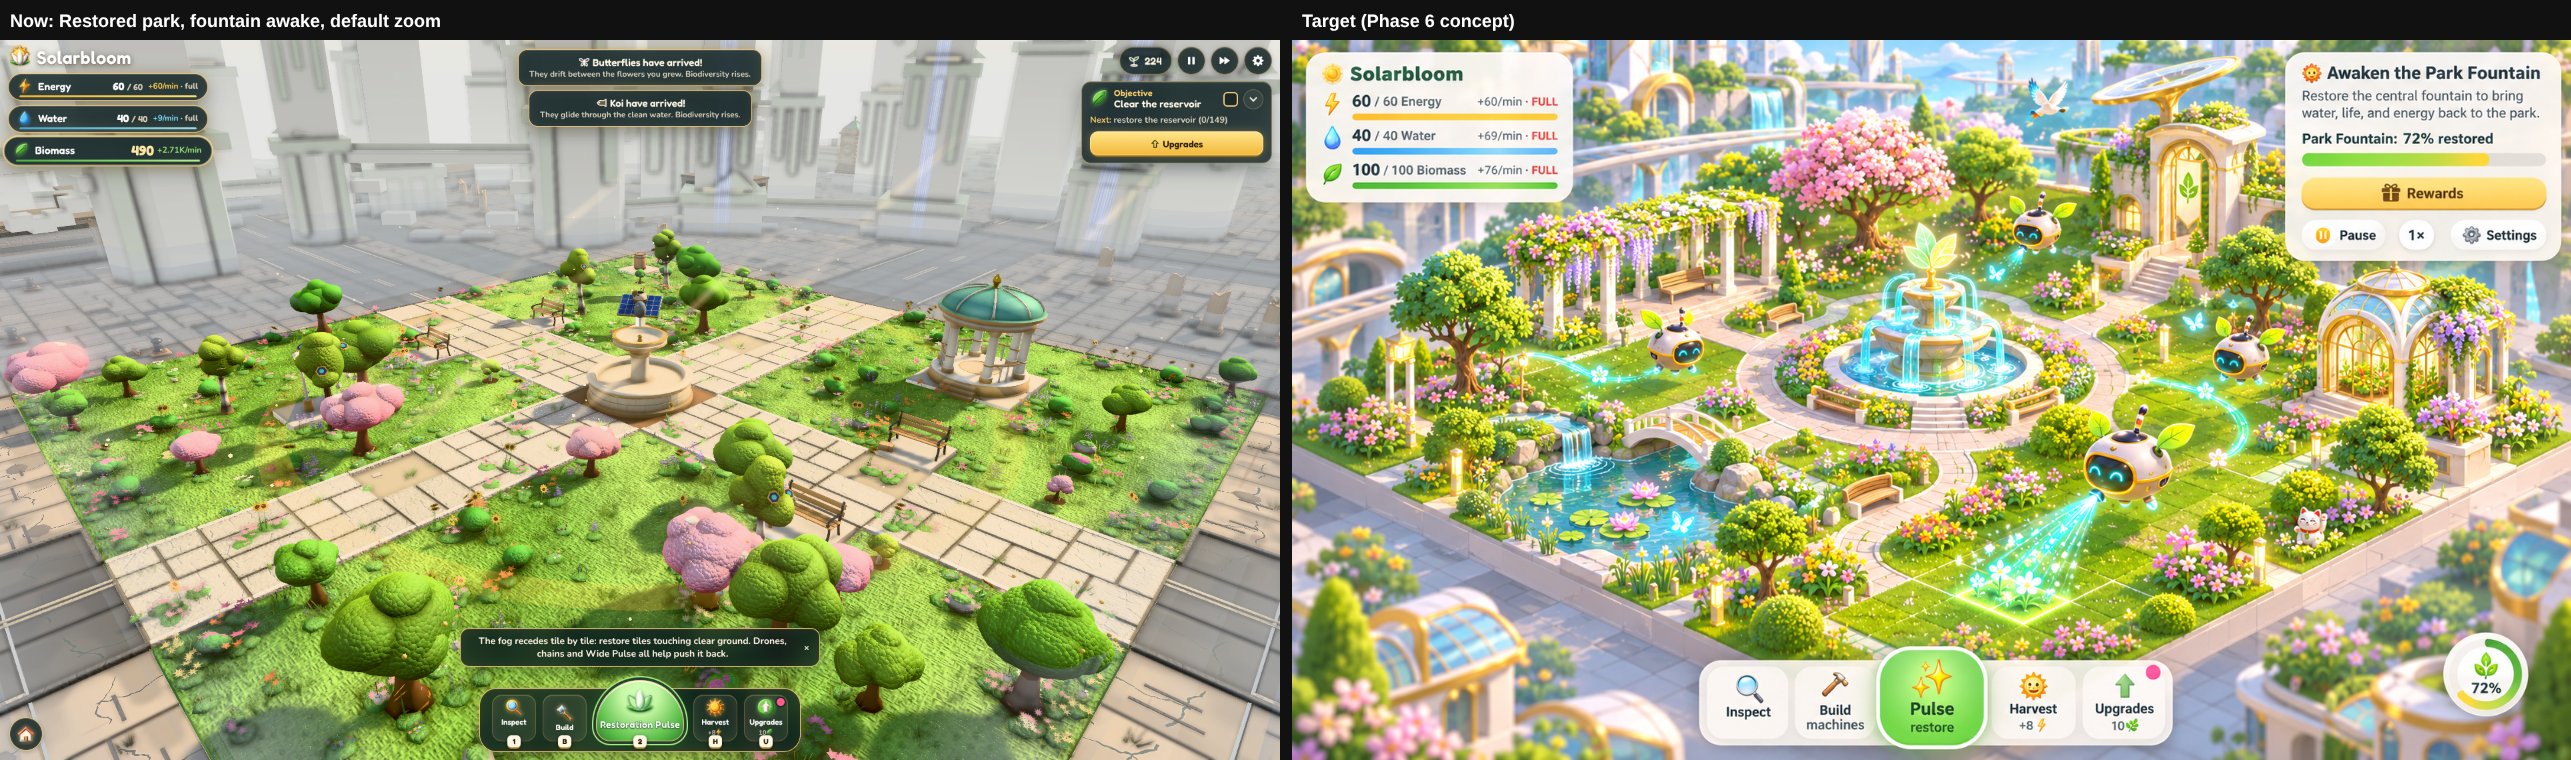 Now: Restored park, fountain awake, default zoom
Solarbloom
Energy 60 / 60 +60/min · full
Water 40 / 40 +9/min · full
Biomass 490 +2.71K/min
Butterflies have arrived!
They drift between the flowers you grew. Biodiversity rises.
Koi have arrived!
They glide through the clean water. Biodiversity rises.
224
Objective
Clear the reservoir
Next: restore the reservoir (0/149)
Upgrades
The fog recedes tile by tile: restore tiles touching clear ground. Drones,
chains and Wide Pulse all help push it back.
×
Inspect
1
Build
B
Restoration Pulse
2
Harvest
+8
H
Upgrades
10
U
Target (Phase 6 concept)
Solarbloom
60 / 60 Energy +60/min · FULL
40 / 40 Water +69/min · FULL
100 / 100 Biomass +76/min · FULL
Awaken the Park Fountain
Restore the central fountain to bring
water, life, and energy back to the park.
Park Fountain: 72% restored
Rewards
Pause
1×
Settings
Inspect
Build
machines
Pulse
restore
Harvest
+8
Upgrades
10
72%